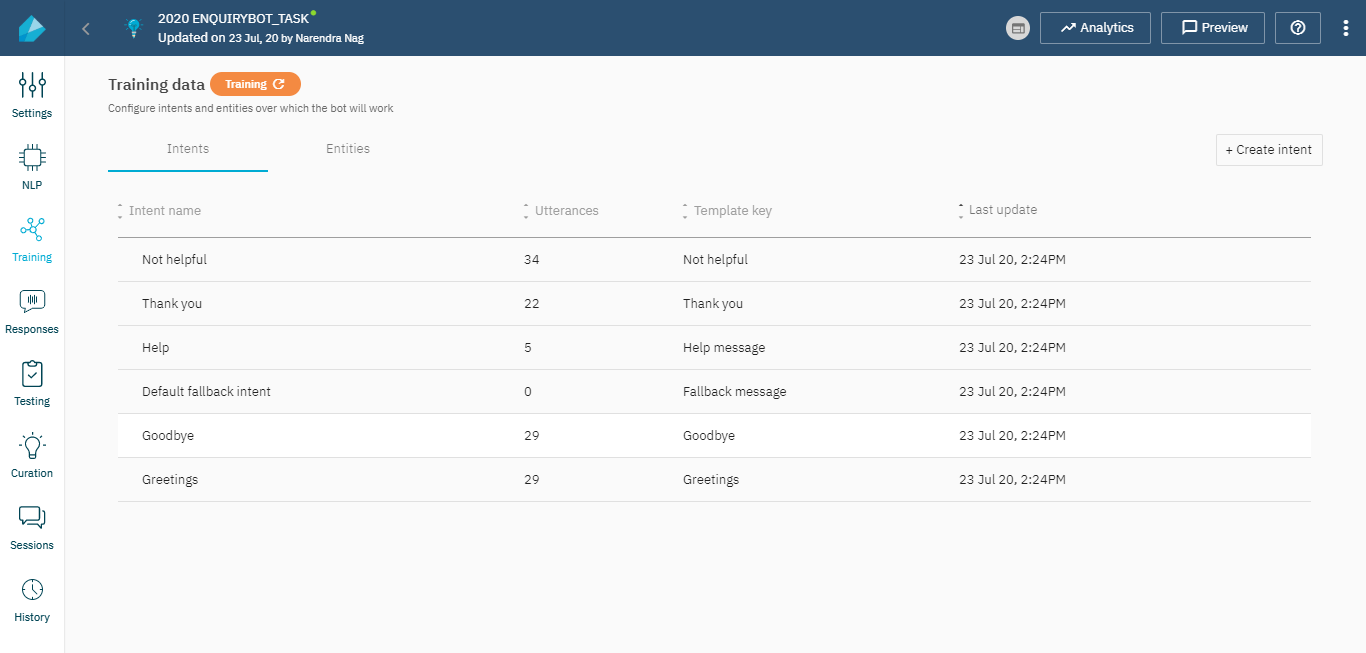 2020 ENQUIRYBOT_TASK
Updated on 23 Jul, 20 by Narendra Nag
Analytics
Preview
Settings
NLP
Training
Responses
Testing
Curation
Sessions
History
Training data Training
Configure intents and entities over which the bot will work
Intents Entities
+ Create intent
Intent name Utterances Template key Last update
Not helpful 34 Not helpful 23 Jul 20, 2:24PM
Thank you 22 Thank you 23 Jul 20, 2:24PM
Help 5 Help message 23 Jul 20, 2:24PM
Default fallback intent 0 Fallback message 23 Jul 20, 2:24PM
Goodbye 29 Goodbye 23 Jul 20, 2:24PM
Greetings 29 Greetings 23 Jul 20, 2:24PM